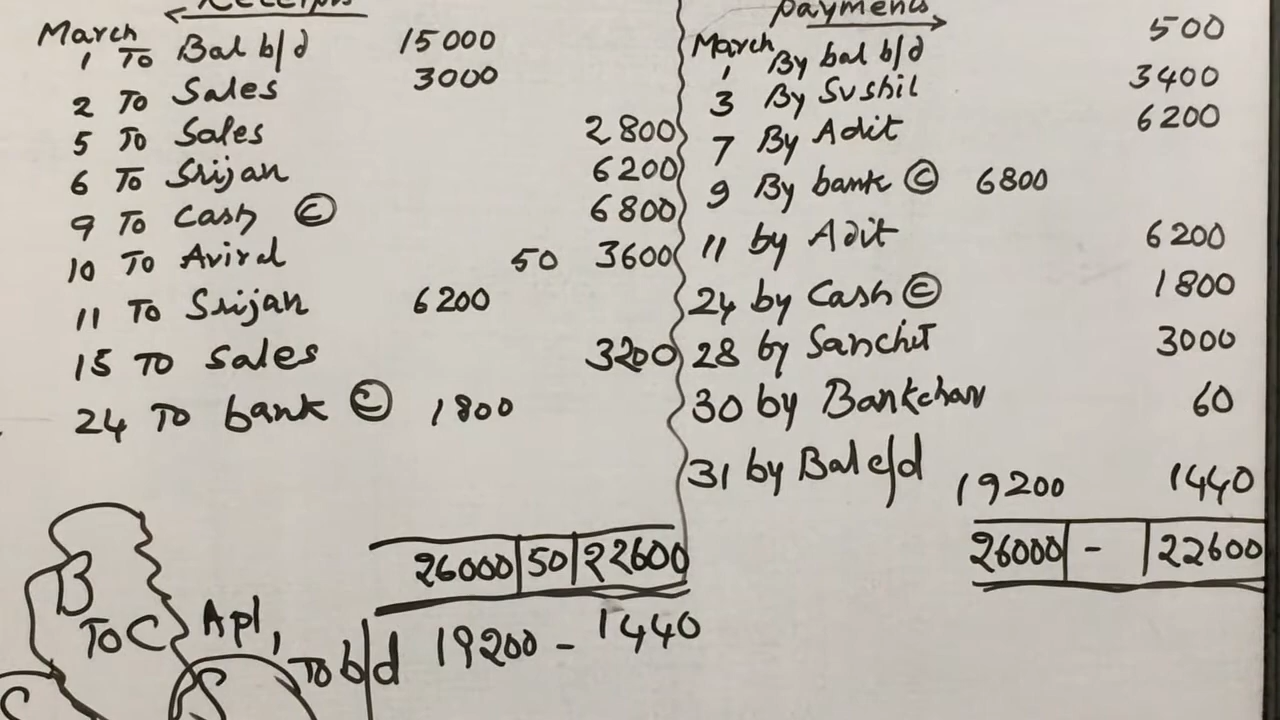 Receipts
March
1 To Bal b/d 15000
2 To Sales 3000
5 To Sales 2800
6 To Srijan 6200
9 To Cash © 6800
10 To Aviral 50 3600
11 To Srijan 6200
15 To Sales 3200
24 To bank © 1800
26000 50 22600
Apl,
To b/d 19200 - 1440
payments
March
1 By bal b/d 500
3 By Sushil 3400
7 By Adit 6200
9 By bank © 6800
11 by Adit 6200
24 by Cash © 1800
28 by Sanchit 3000
30 by Bankchar 60
31 by Bal c/d 19200 1440
26000 - 22600
B
To C
S
S